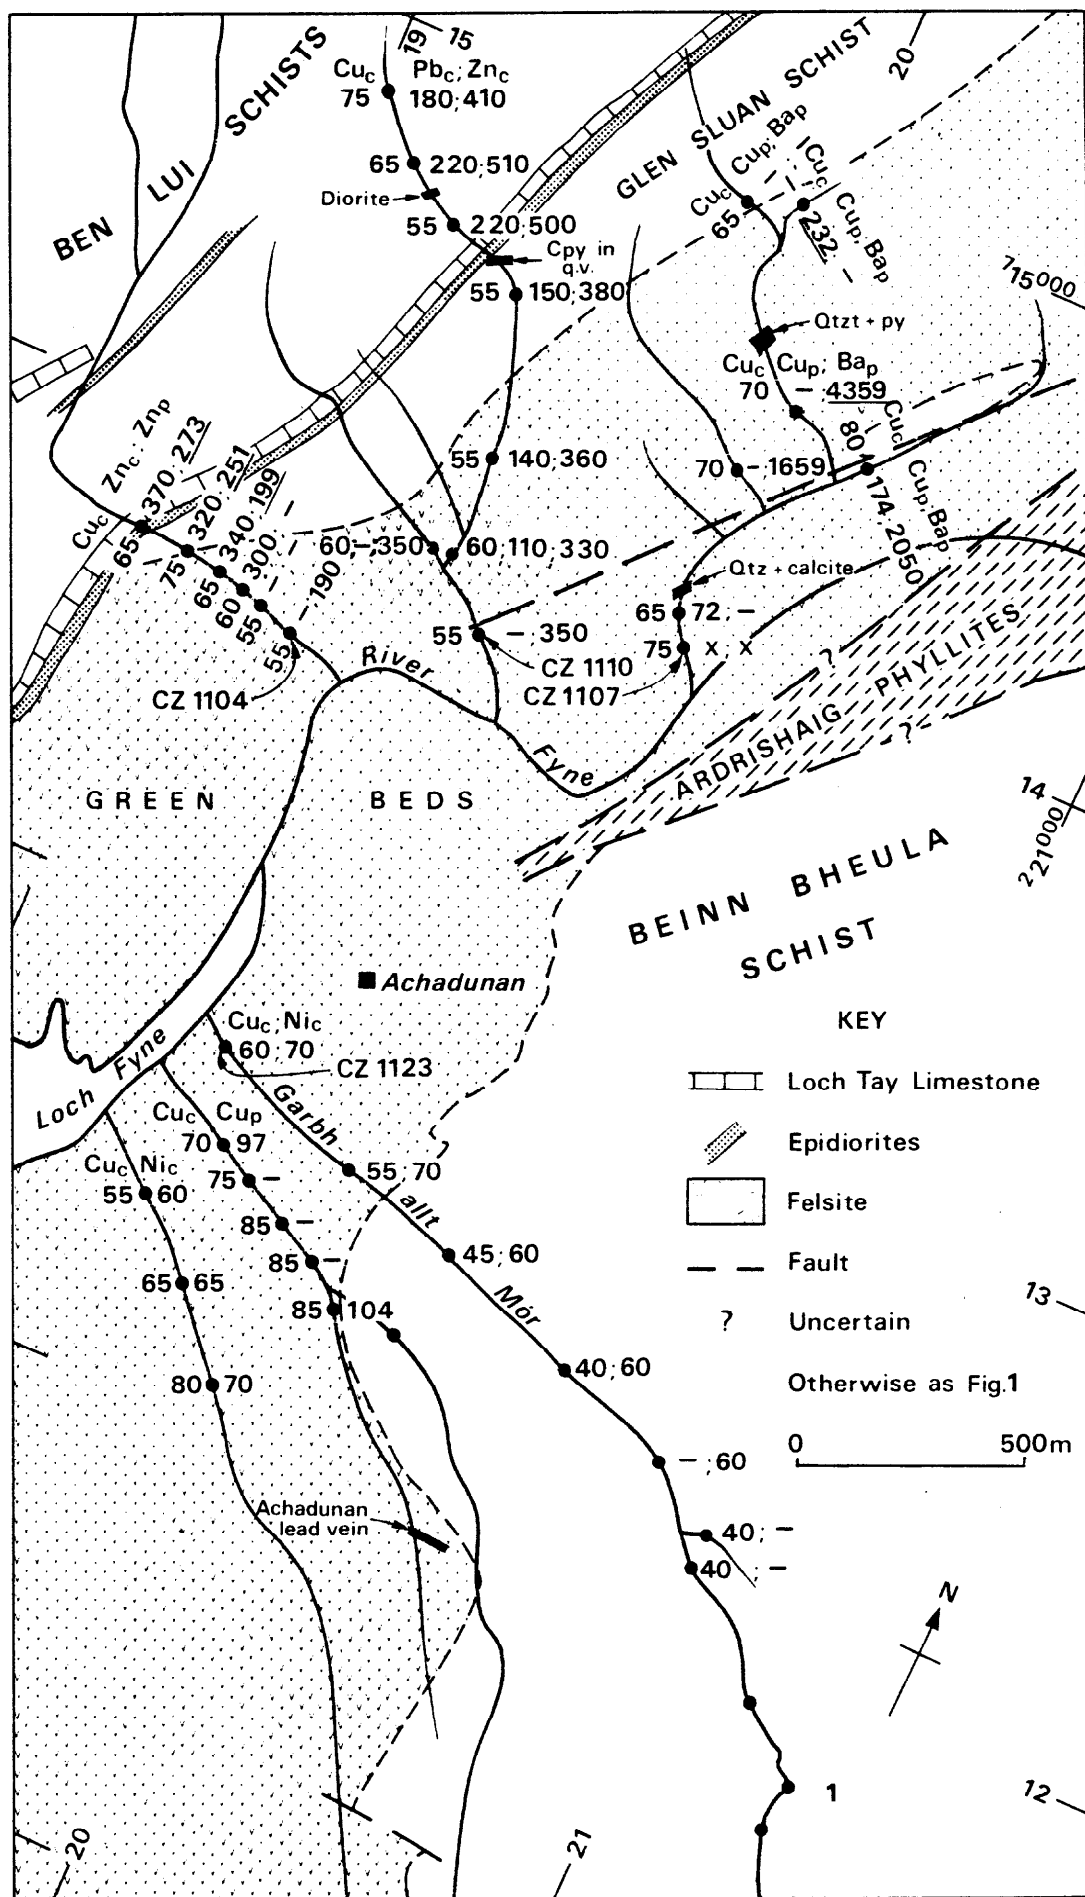 19 15
Cuc Pbc; Znc
75 180;410
65 220;510
Diorite
55 220;500
Cpy in
q.v.
55 150;380
BEN LUI SCHISTS
GLEN SLUAN SCHIST
20
Cuc Cup; Bap
65
Cuc Cup; Bap
232 –
715000
Qtzt + py
Cuc Cup; Bap
70 – 4359
Cuc Cup; Bap
80 174; 2050
70 – 1659
55 140;360
Cuc Znc; Znp
65 370; 273
75 320; 251
65 340; 199
60 300 –
55
55 190; –
CZ 1104
60 –; 350
60;110;330
55 –; 350
CZ 1110
CZ 1107
Qtz + calcite
65 72, –
75 x, x
River Fyne
?
ARDRISHAIG PHYLLITES
?
GREEN BEDS
14
221000
BEINN BHEULA
SCHIST
Achadunan
Loch Fyne
Cuc; Nic
60;70
CZ 1123
Garbh allt Mór
55;70
45;60
40;60
–;60
40; –
40; –
1
Cuc Cup
70 97
75 –
85 –
85 –
85 104
Cuc Nic
55 60
65 65
80 70
Achadunan
lead vein
KEY
Loch Tay Limestone
Epidiorites
Felsite
Fault
? Uncertain
Otherwise as Fig.1
0 500m
13
N
12
20
21